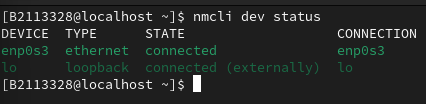 [B2113328@localhost ~]$ nmcli dev status
DEVICE  TYPE      STATE                   CONNECTION
enp0s3  ethernet  connected               enp0s3
lo      loopback  connected (externally)  lo
[B2113328@localhost ~]$